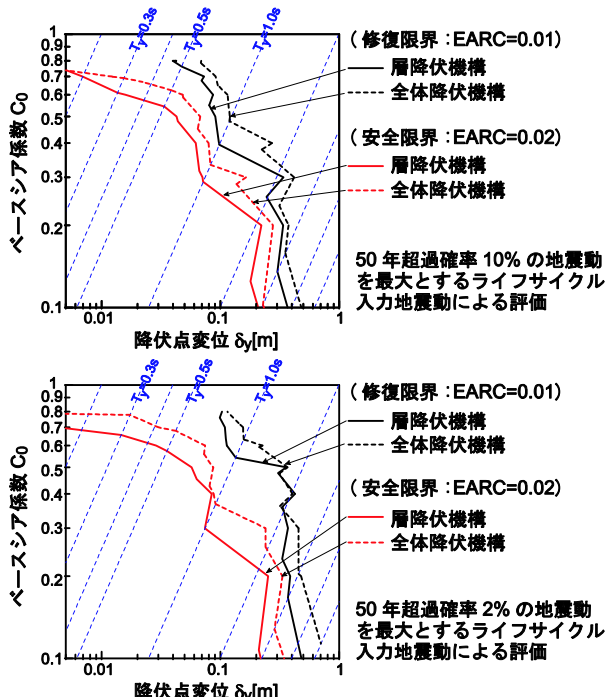 Ty=0.3s
Ty=0.5s
Ty=1.0s
1
0.9
0.8
0.7
0.6
0.5
0.4
0.3
0.2
0.1
ベースシア係数 C0
0.01
0.1
1
降伏点変位 δy[m]
(修復限界:EARC=0.01)
層降伏機構
全体降伏機構
(安全限界:EARC=0.02)
層降伏機構
全体降伏機構
50 年超過確率 10% の地震動
を最大とするライフサイクル
入力地震動による評価
Ty=0.3s
Ty=0.5s
Ty=1.0s
1
0.9
0.8
0.7
0.6
0.5
0.4
0.3
0.2
0.1
ベースシア係数 C0
0.01
0.1
1
降伏点変位 δy[m]
(修復限界:EARC=0.01)
層降伏機構
全体降伏機構
(安全限界:EARC=0.02)
層降伏機構
全体降伏機構
50 年超過確率 2% の地震動
を最大とするライフサイクル
入力地震動による評価